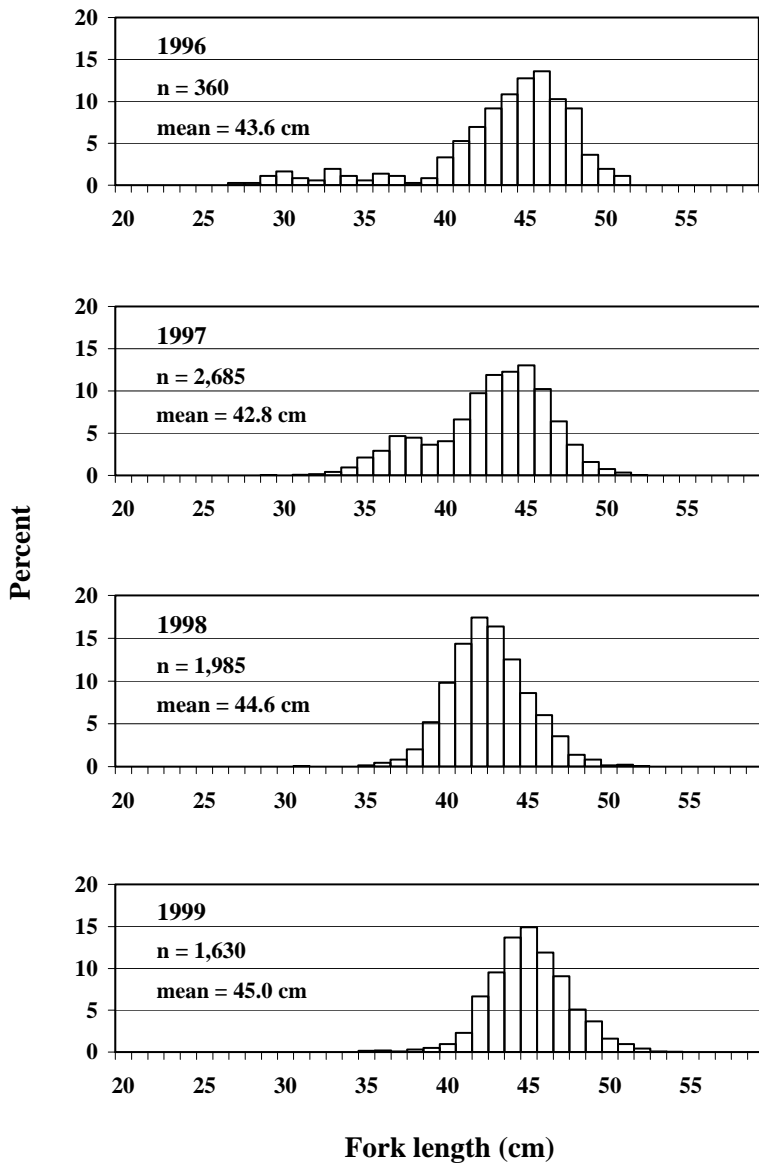 20
1996
15
n = 360
10
mean = 43.6 cm
5
0
20 25 30 35 40 45 50 55
20
1997
15
n = 2,685
10
mean = 42.8 cm
5
0
20 25 30 35 40 45 50 55
Percent
20
1998
15
n = 1,985
10
mean = 44.6 cm
5
0
20 25 30 35 40 45 50 55
20
1999
15
n = 1,630
10
mean = 45.0 cm
5
0
20 25 30 35 40 45 50 55
Fork length (cm)